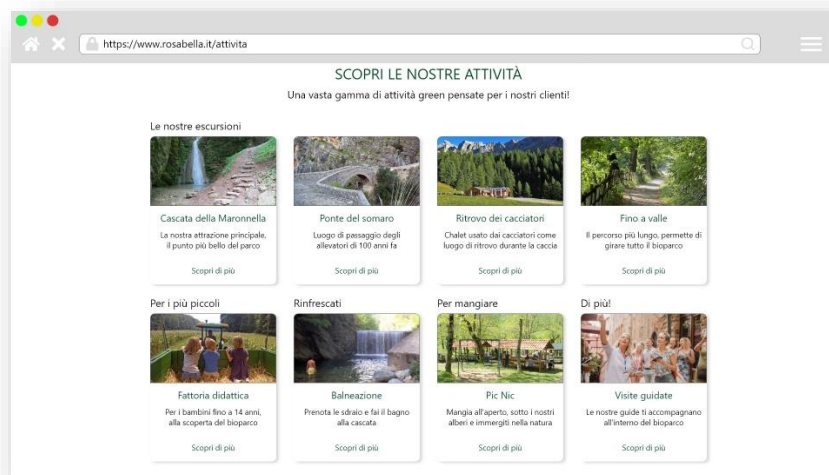 https://www.rosabella.it/attivita
SCOPRI LE NOSTRE ATTIVITÀ
Una vasta gamma di attività green pensate per i nostri clienti!
Le nostre escursioni
Cascata della Maronnella
La nostra attrazione principale,
il punto più bello del parco
Scopri di più
Ponte del somaro
Luogo di passaggio degli
allevatori di 100 anni fa
Scopri di più
Ritrovo dei cacciatori
Chalet usato dai cacciatori come
luogo di ritrovo durante la caccia
Scopri di più
Fino a valle
Il percorso più lungo, permette di
girare tutto il bioparco
Scopri di più
Per i più piccoli
Fattoria didattica
Per i bambini fino a 14 anni,
alla scoperta del bioparco
Scopri di più
Rinfrescati
Balneazione
Prenota le sdraio e fai il bagno
alla cascata
Scopri di più
Per mangiare
Pic Nic
Mangia all'aperto, sotto i nostri
alberi e immergiti nella natura
Scopri di più
Di più!
Visite guidate
Le nostre guide ti accompagnano
all'interno del bioparco
Scopri di più